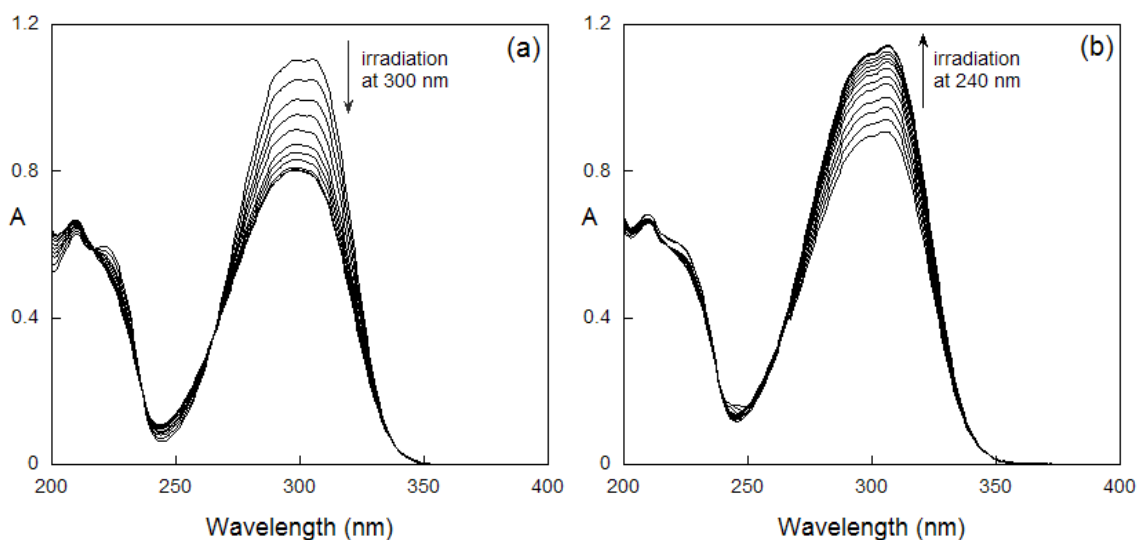 1.2
(a)
irradiation
at 300 nm
0.8
A
0.4
0
200
250
300
350
400
Wavelength (nm)
1.2
(b)
irradiation
at 240 nm
0.8
A
0.4
0
200
250
300
350
400
Wavelength (nm)